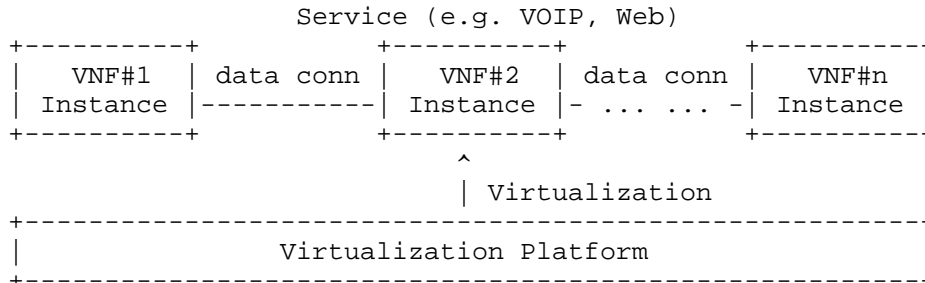 Service (e.g. VOIP, Web)
+----------+          +----------+          +----------
|  VNF#1   | data conn |  VNF#2   | data conn |  VNF#n
| Instance |-----------| Instance |- ... ... -| Instance
+----------+          +----------+          +----------
^
| Virtualization
+------------------------------------------------------
|              Virtualization Platform
+------------------------------------------------------